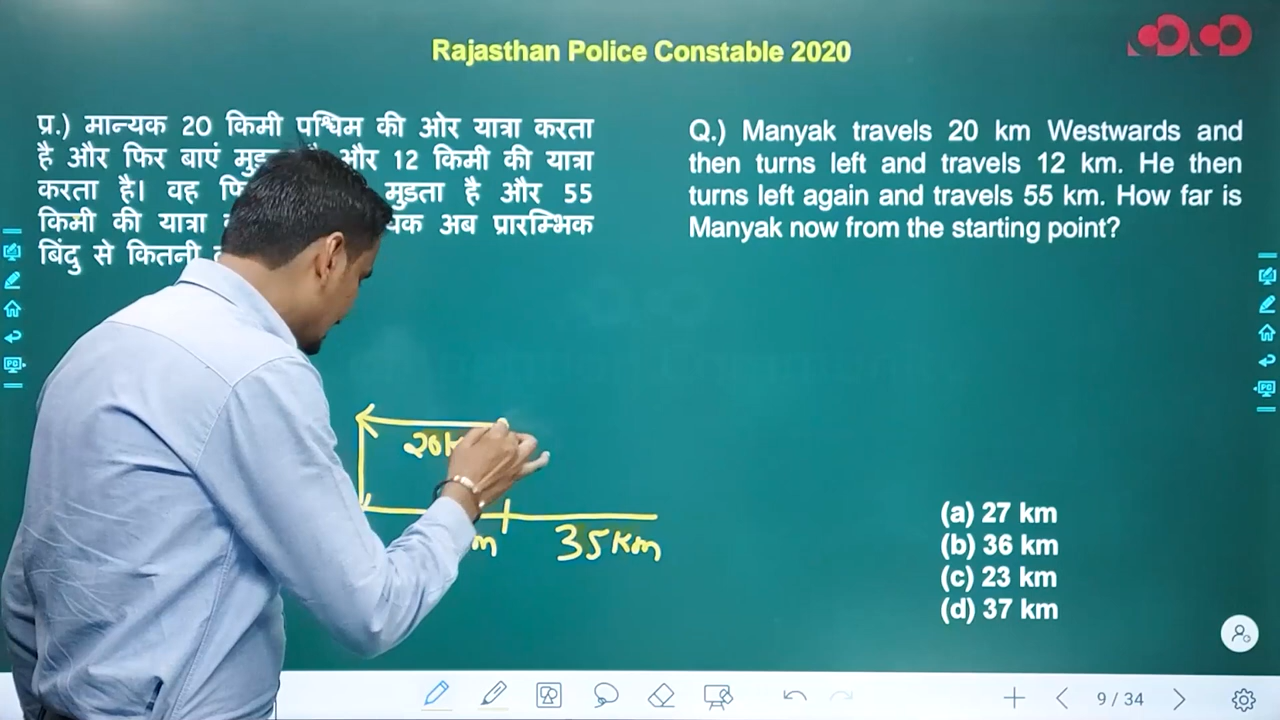 Rajasthan Police Constable 2020
प्र.) मान्यक 20 किमी पश्चिम की ओर यात्रा करता
है और फिर बाएं और 12 किमी की यात्रा
करता है। वह मुड़ता है और 55
किमी की यात्रा अब प्रारम्भिक
बिंदु से कितनी
Q.) Manyak travels 20 km Westwards and
then turns left and travels 12 km. He then
turns left again and travels 55 km. How far is
Manyak now from the starting point?
20
35 Km
(a) 27 km
(b) 36 km
(c) 23 km
(d) 37 km
9 / 34